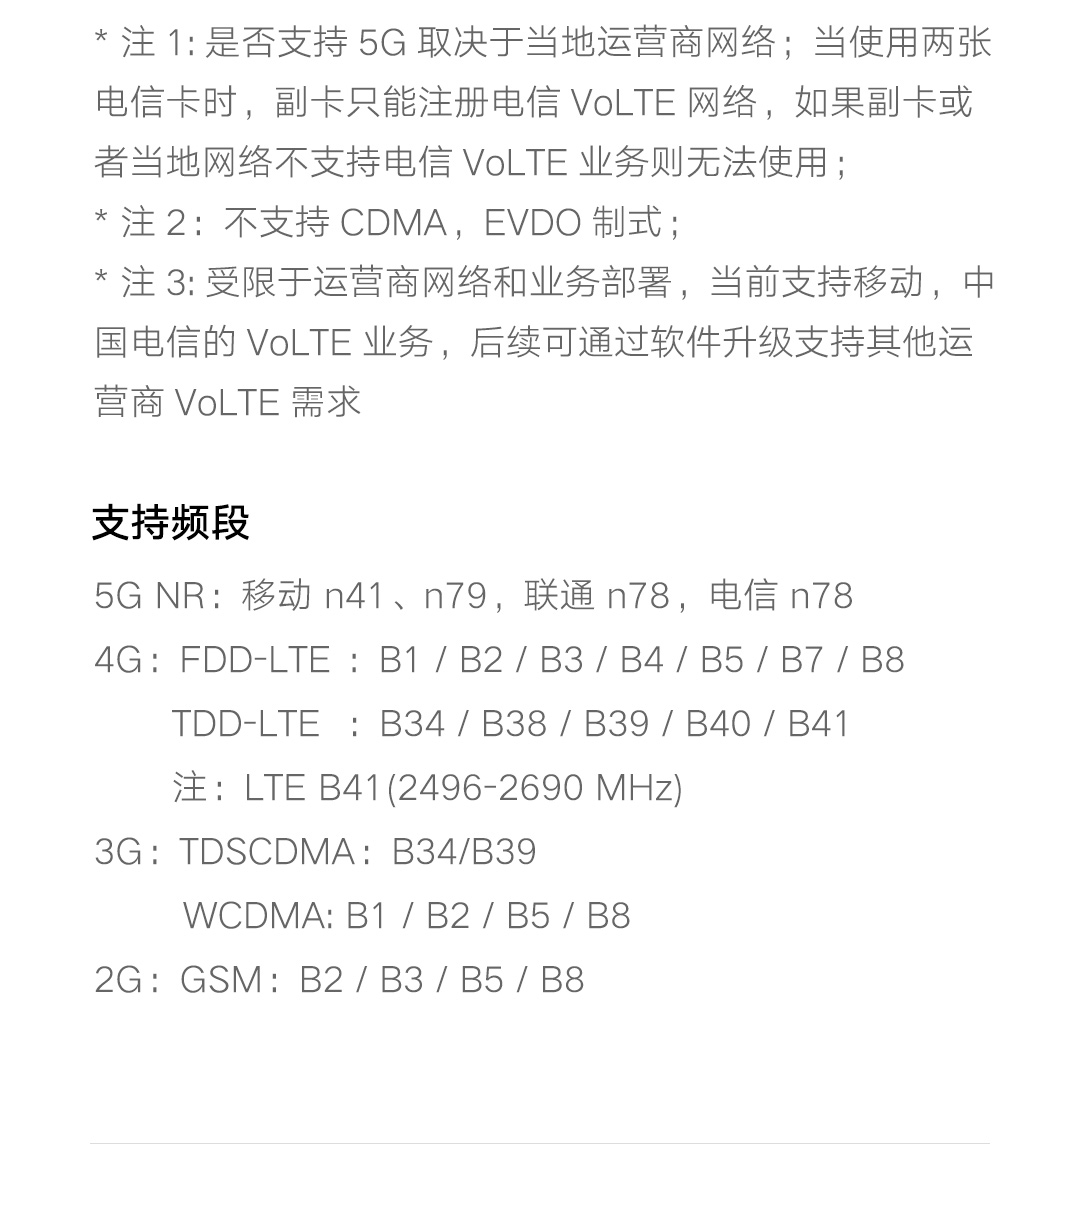 * 注 1: 是否支持 5G 取决于当地运营商网络；当使用两张
电信卡时，副卡只能注册电信 VoLTE 网络，如果副卡或
者当地网络不支持电信 VoLTE 业务则无法使用；
* 注 2：不支持 CDMA，EVDO 制式；
* 注 3: 受限于运营商网络和业务部署，当前支持移动，中
国电信的 VoLTE 业务，后续可通过软件升级支持其他运
营商 VoLTE 需求
支持频段
5G NR：移动 n41、n79，联通 n78，电信 n78
4G：FDD-LTE ：B1 / B2 / B3 / B4 / B5 / B7 / B8
TDD-LTE ：B34 / B38 / B39 / B40 / B41
注：LTE B41(2496-2690 MHz)
3G：TDSCDMA：B34/B39
WCDMA: B1 / B2 / B5 / B8
2G：GSM：B2 / B3 / B5 / B8